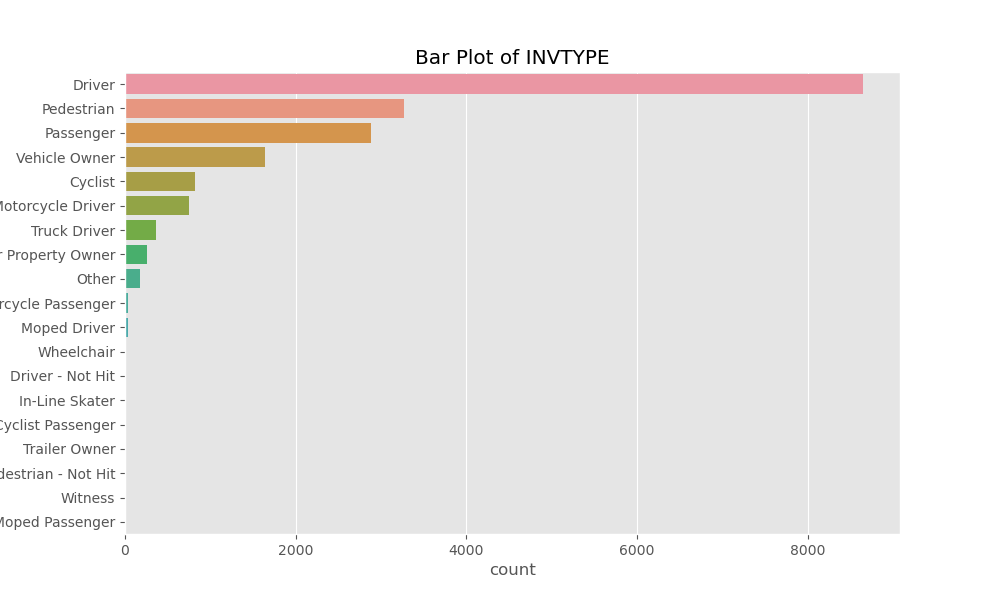 Bar Plot of INVTYPE
Driver
Pedestrian
Passenger
Vehicle Owner
Cyclist
Motorcycle Driver
Truck Driver
r Property Owner
Other
rcycle Passenger
Moped Driver
Wheelchair
Driver - Not Hit
In-Line Skater
Cyclist Passenger
Trailer Owner
destrian - Not Hit
Witness
Moped Passenger
0 2000 4000 6000 8000
count